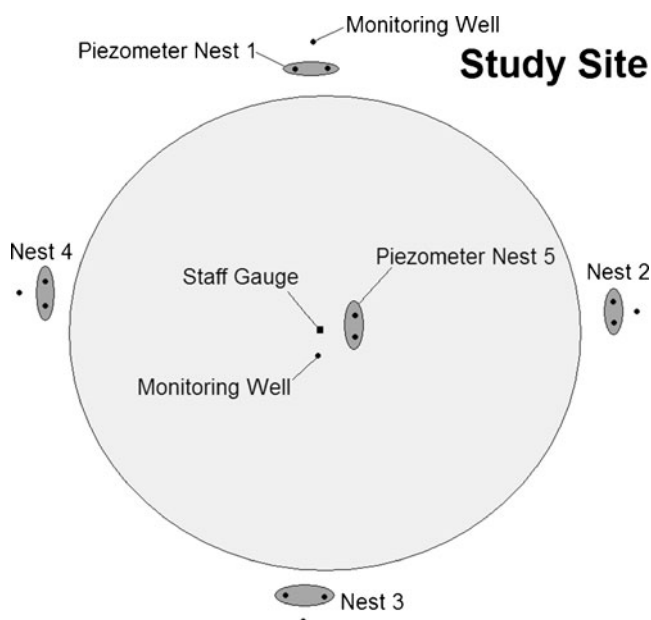 Monitoring Well
Piezometer Nest 1
Study Site
Nest 4
Piezometer Nest 5
Staff Gauge
Nest 2
Monitoring Well
Nest 3